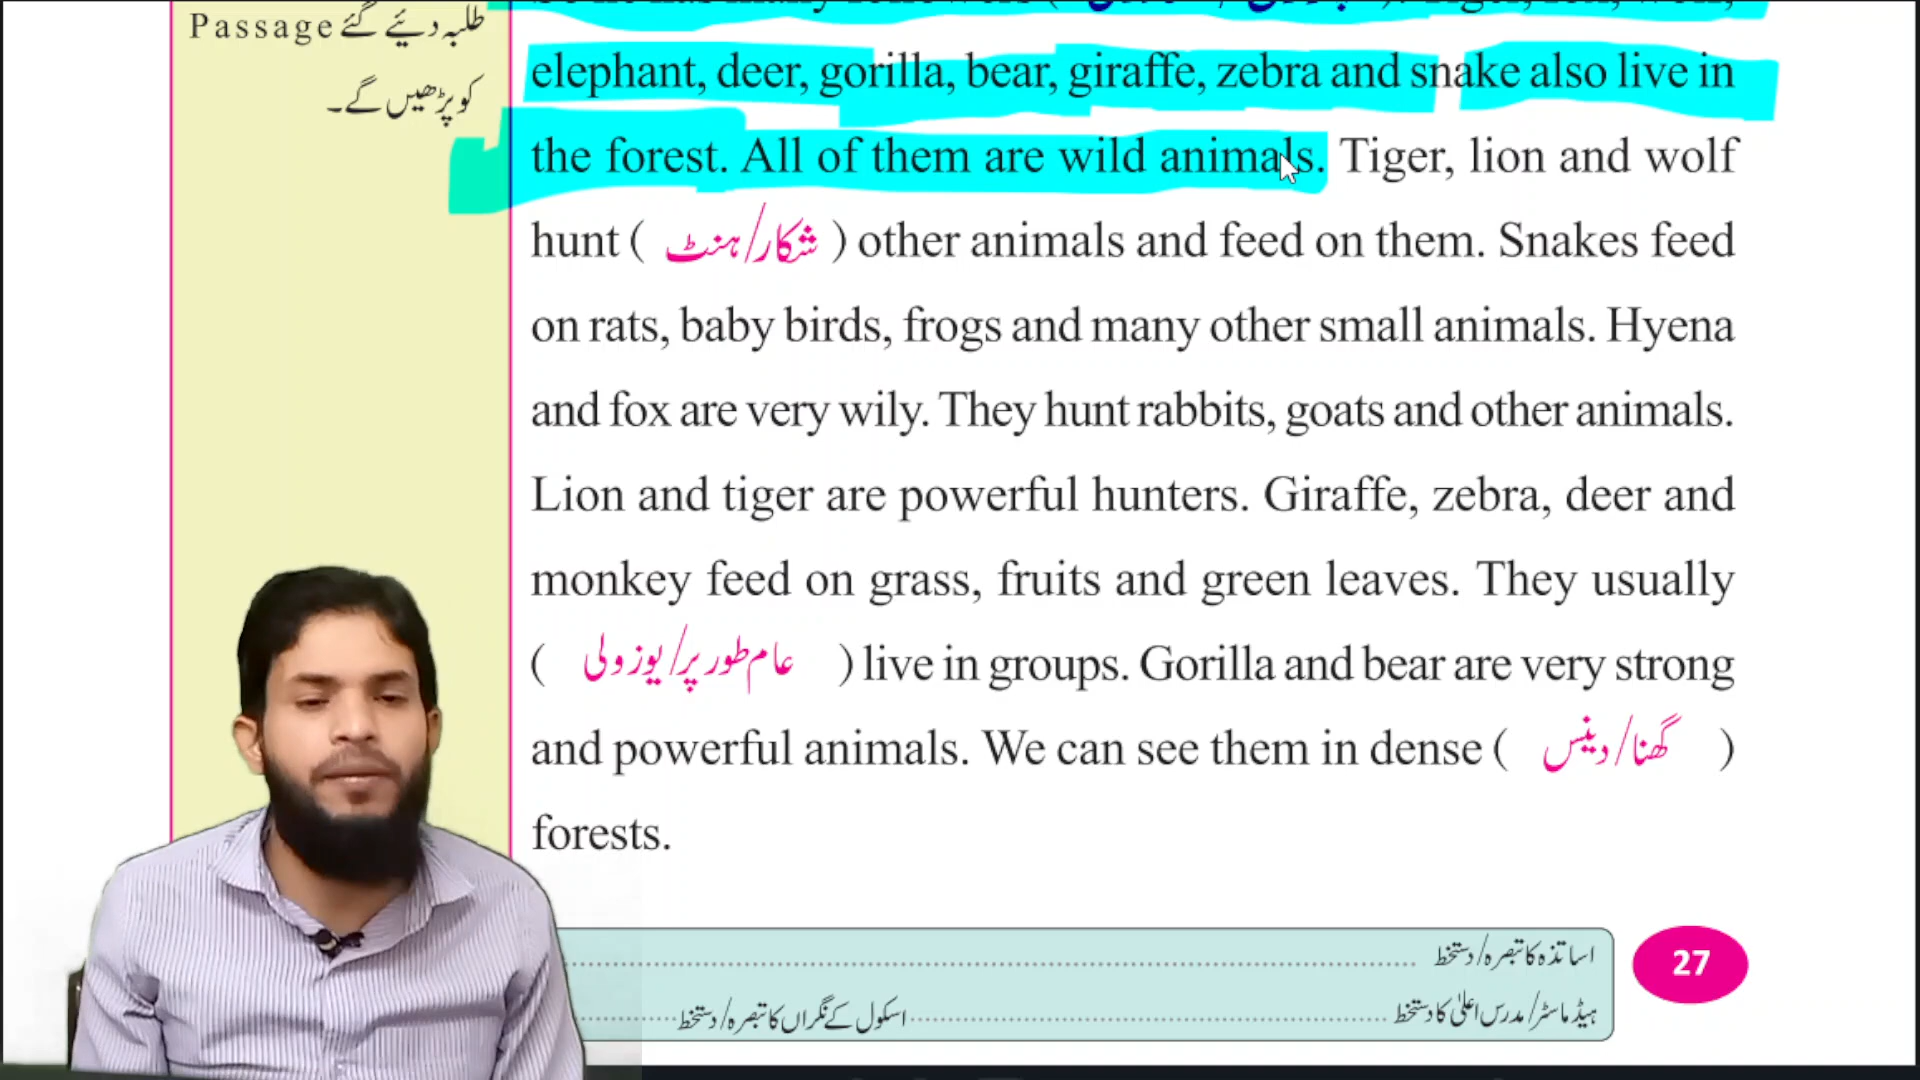 طلبہ دئیے گئے Passage
کو پڑھیں گے۔
elephant, deer, gorilla, bear, giraffe, zebra and snake also live in
the forest. All of them are wild animals. Tiger, lion and wolf
hunt ( شکار/ہنٹ ) other animals and feed on them. Snakes feed
on rats, baby birds, frogs and many other small animals. Hyena
and fox are very wily. They hunt rabbits, goats and other animals.
Lion and tiger are powerful hunters. Giraffe, zebra, deer and
monkey feed on grass, fruits and green leaves. They usually
( عام طور پر/یوزولی ) live in groups. Gorilla and bear are very strong
and powerful animals. We can see them in dense ( گھنا/دینس )
forests.
اساتذہ کا تبصرہ/دستخط
ہیڈ ماسٹر/مدرس اعلیٰ کا دستخط اسکول کے نگراں کا تبصرہ/دستخط
27